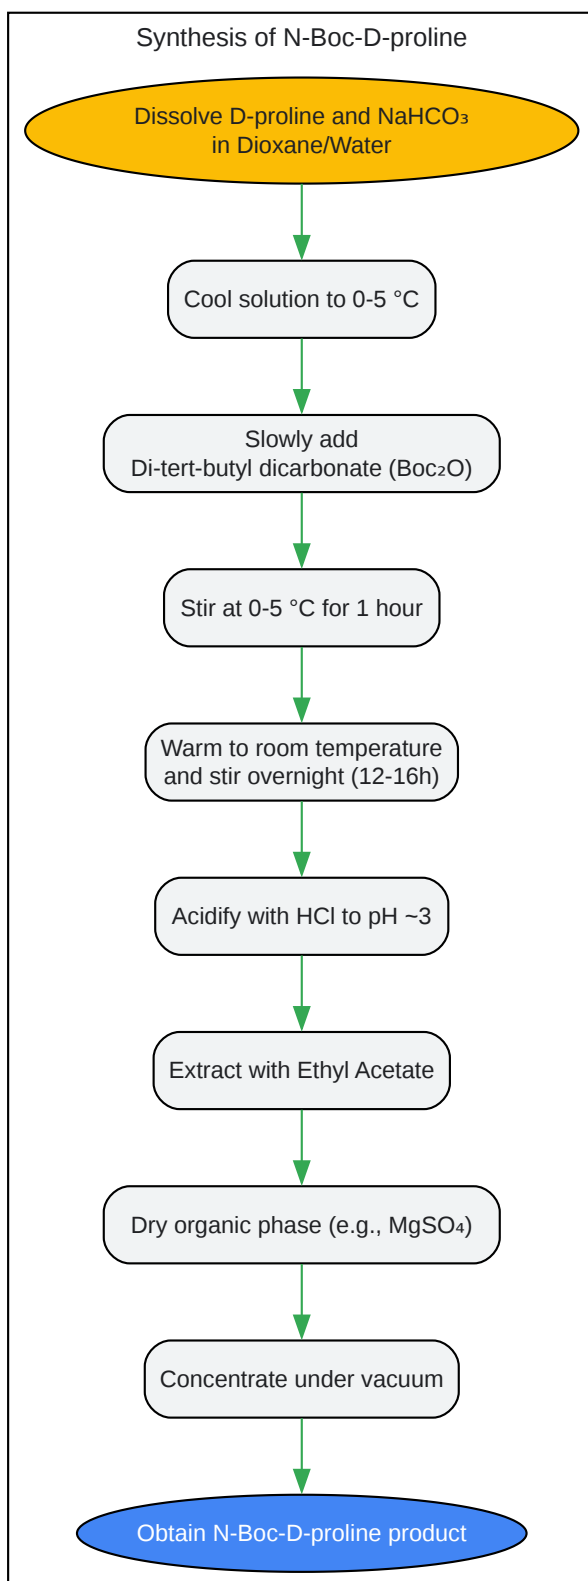 Synthesis of N-Boc-D-proline
Dissolve D-proline and NaHCO₃
in Dioxane/Water
Cool solution to 0-5 °C
Slowly add
Di-tert-butyl dicarbonate (Boc₂O)
Stir at 0-5 °C for 1 hour
Warm to room temperature
and stir overnight (12-16h)
Acidify with HCl to pH ~3
Extract with Ethyl Acetate
Dry organic phase (e.g., MgSO₄)
Concentrate under vacuum
Obtain N-Boc-D-proline product